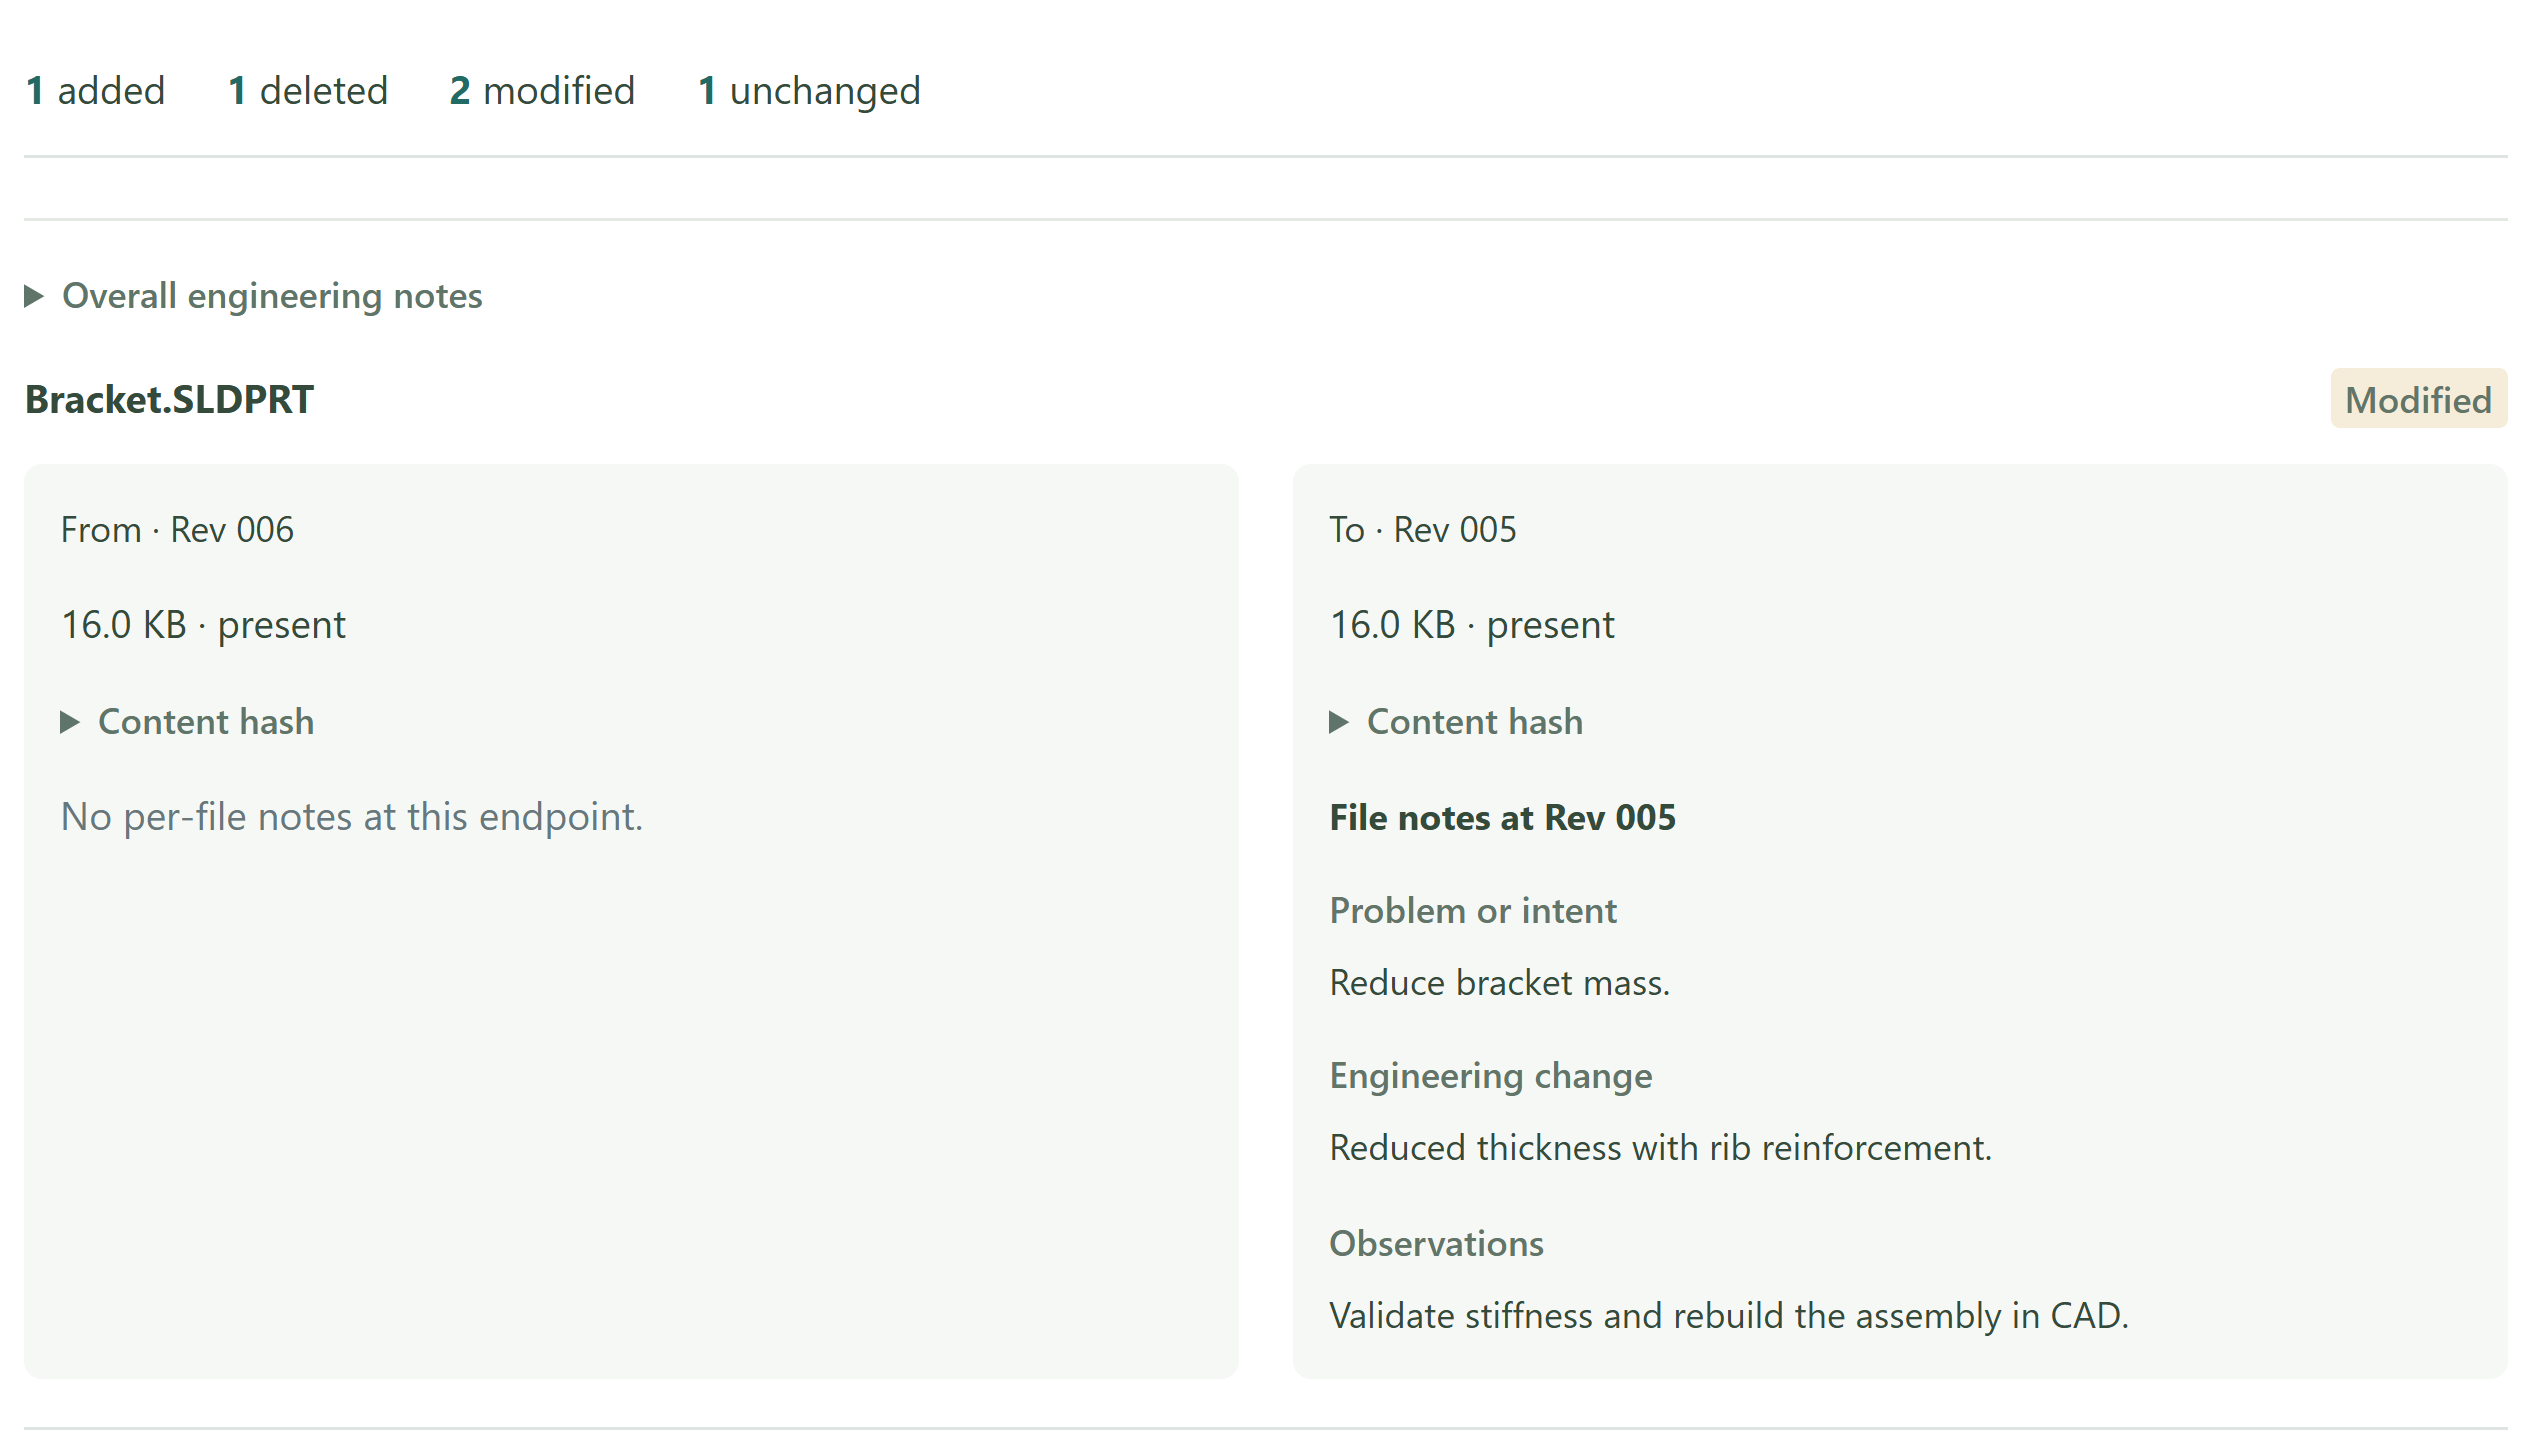 1 added 1 deleted 2 modified 1 unchanged
Overall engineering notes
Bracket.SLDPRT
Modified
From · Rev 006
16.0 KB · present
Content hash
No per-file notes at this endpoint.
To · Rev 005
16.0 KB · present
Content hash
File notes at Rev 005
Problem or intent
Reduce bracket mass.
Engineering change
Reduced thickness with rib reinforcement.
Observations
Validate stiffness and rebuild the assembly in CAD.